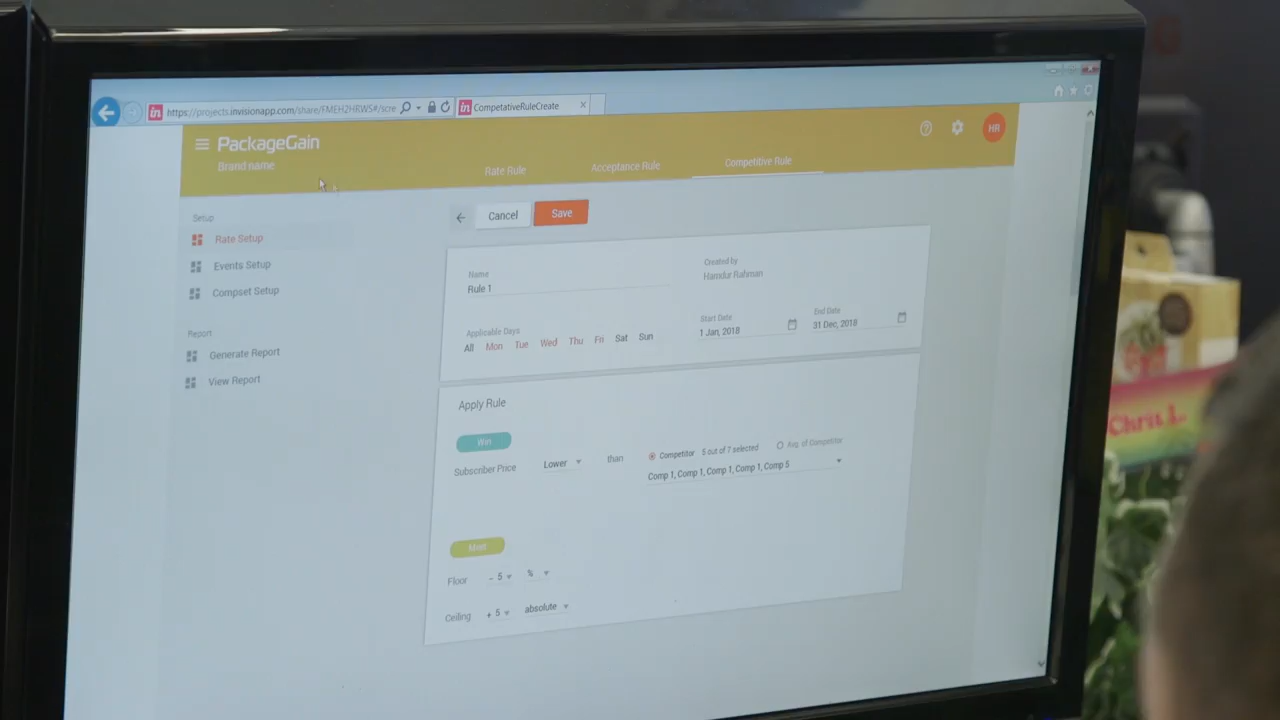 https://projects.invisionapp.com/share/FMEH2HRWS#/scre
in CompetativeRuleCreate
PackageGain
Brand name
Rate Rule
Acceptance Rule
Competitive Rule
HR
Cancel
Save
Setup
Rate Setup
Events Setup
Compset Setup
Report
Generate Report
View Report
Name
Rule 1
Created by
Hamdur Rahman
Applicable Days
All Mon Tue Wed Thu Fri Sat Sun
Start Date
1 Jan, 2018
End Date
31 Dec, 2018
Apply Rule
Win
Subscriber Price Lower than
Competitor 5 out of 7 selected Avg. of Competitor
Comp 1, Comp 1, Comp 1, Comp 1, Comp 5
Meet
Floor - 5 %
Ceiling + 5 absolute
Chris L.